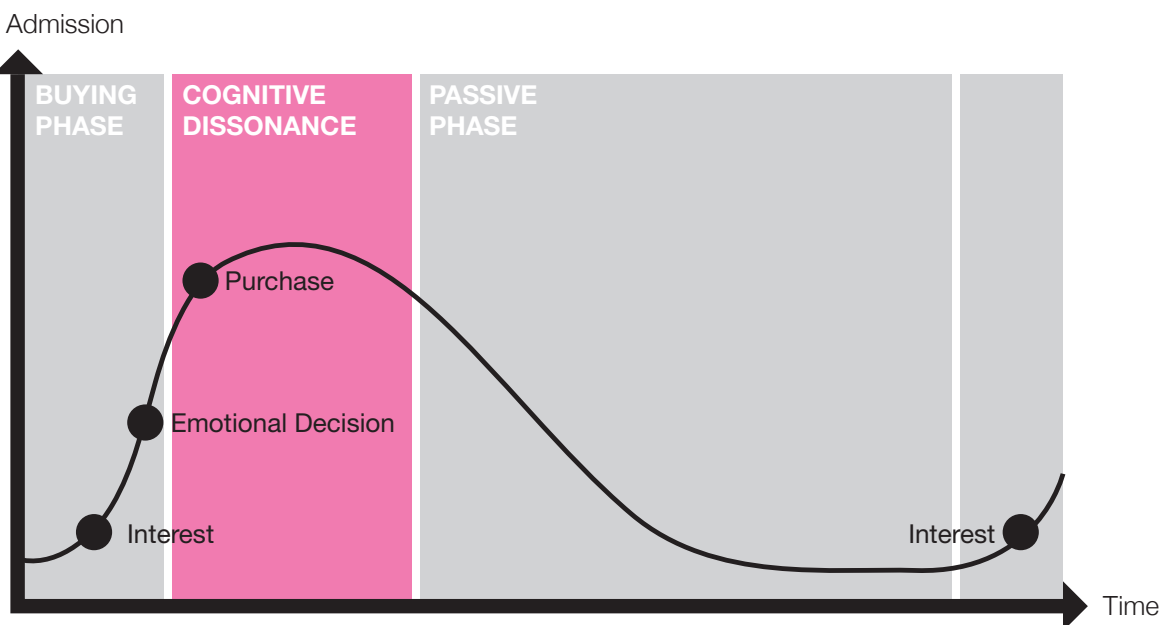 Admission
BUYING
PHASE
COGNITIVE
DISSONANCE
PASSIVE
PHASE
Purchase
Emotional Decision
Interest
Interest
Time